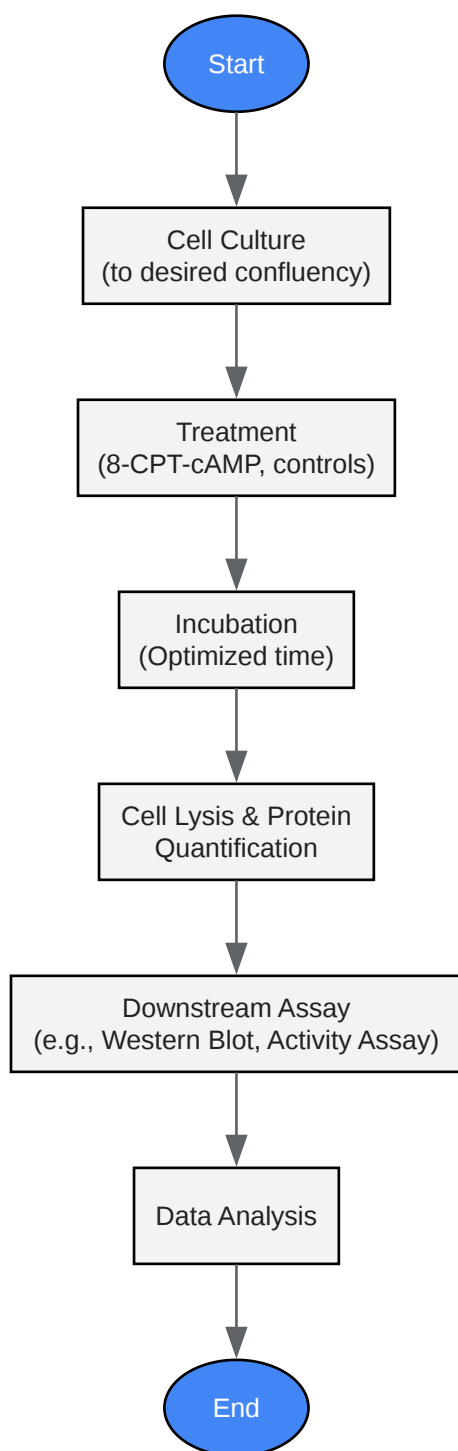 Start
Cell Culture
(to desired confluency)
Treatment
(8-CPT-cAMP, controls)
Incubation
(Optimized time)
Cell Lysis & Protein
Quantification
Downstream Assay
(e.g., Western Blot, Activity Assay)
Data Analysis
End